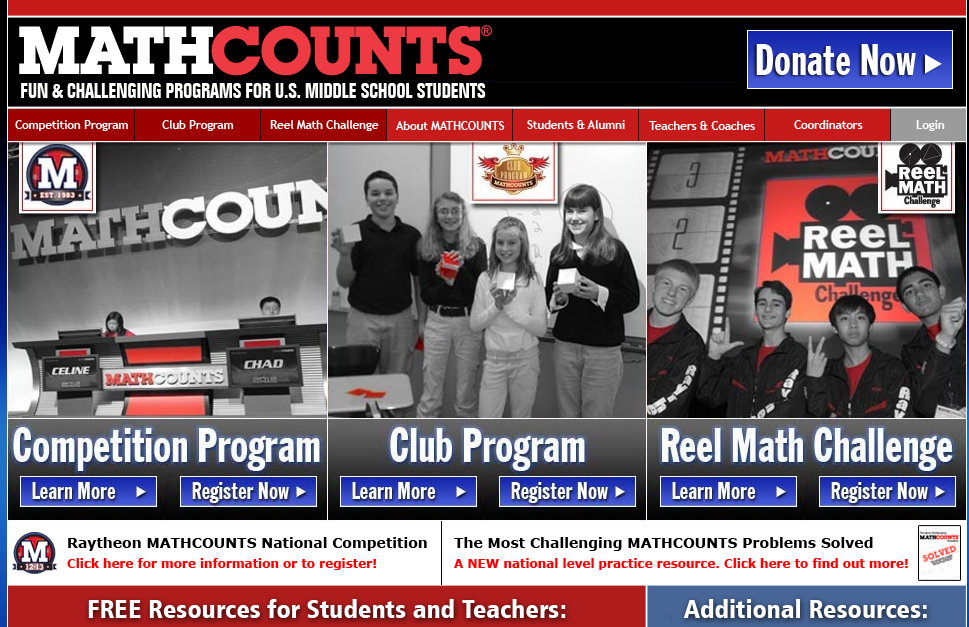 MATHCOUNTS®
FUN & CHALLENGING PROGRAMS FOR U.S. MIDDLE SCHOOL STUDENTS
Donate Now
Competition Program
Club Program
Reel Math Challenge
About MATHCOUNTS
Students & Alumni
Teachers & Coaches
Coordinators
Login
M
EST. 1983
MATHCOUN
CELINE
MATHCOUNTS
CHAD
CLUB
PROGRAM
MATHCOUNTS
3
2
MATHCOU
REEL
MATH
Challenge
REEL
MATH
Challenge
Competition Program
Learn More
Register Now
Club Program
Learn More
Register Now
Reel Math Challenge
Learn More
Register Now
M
Raytheon MATHCOUNTS National Competition
Click here for more information or to register!
The Most Challenging MATHCOUNTS Problems Solved
A NEW national level practice resource. Click here to find out more!
MATHCOUNTS
SOLVED
FREE Resources for Students and Teachers:
Additional Resources: